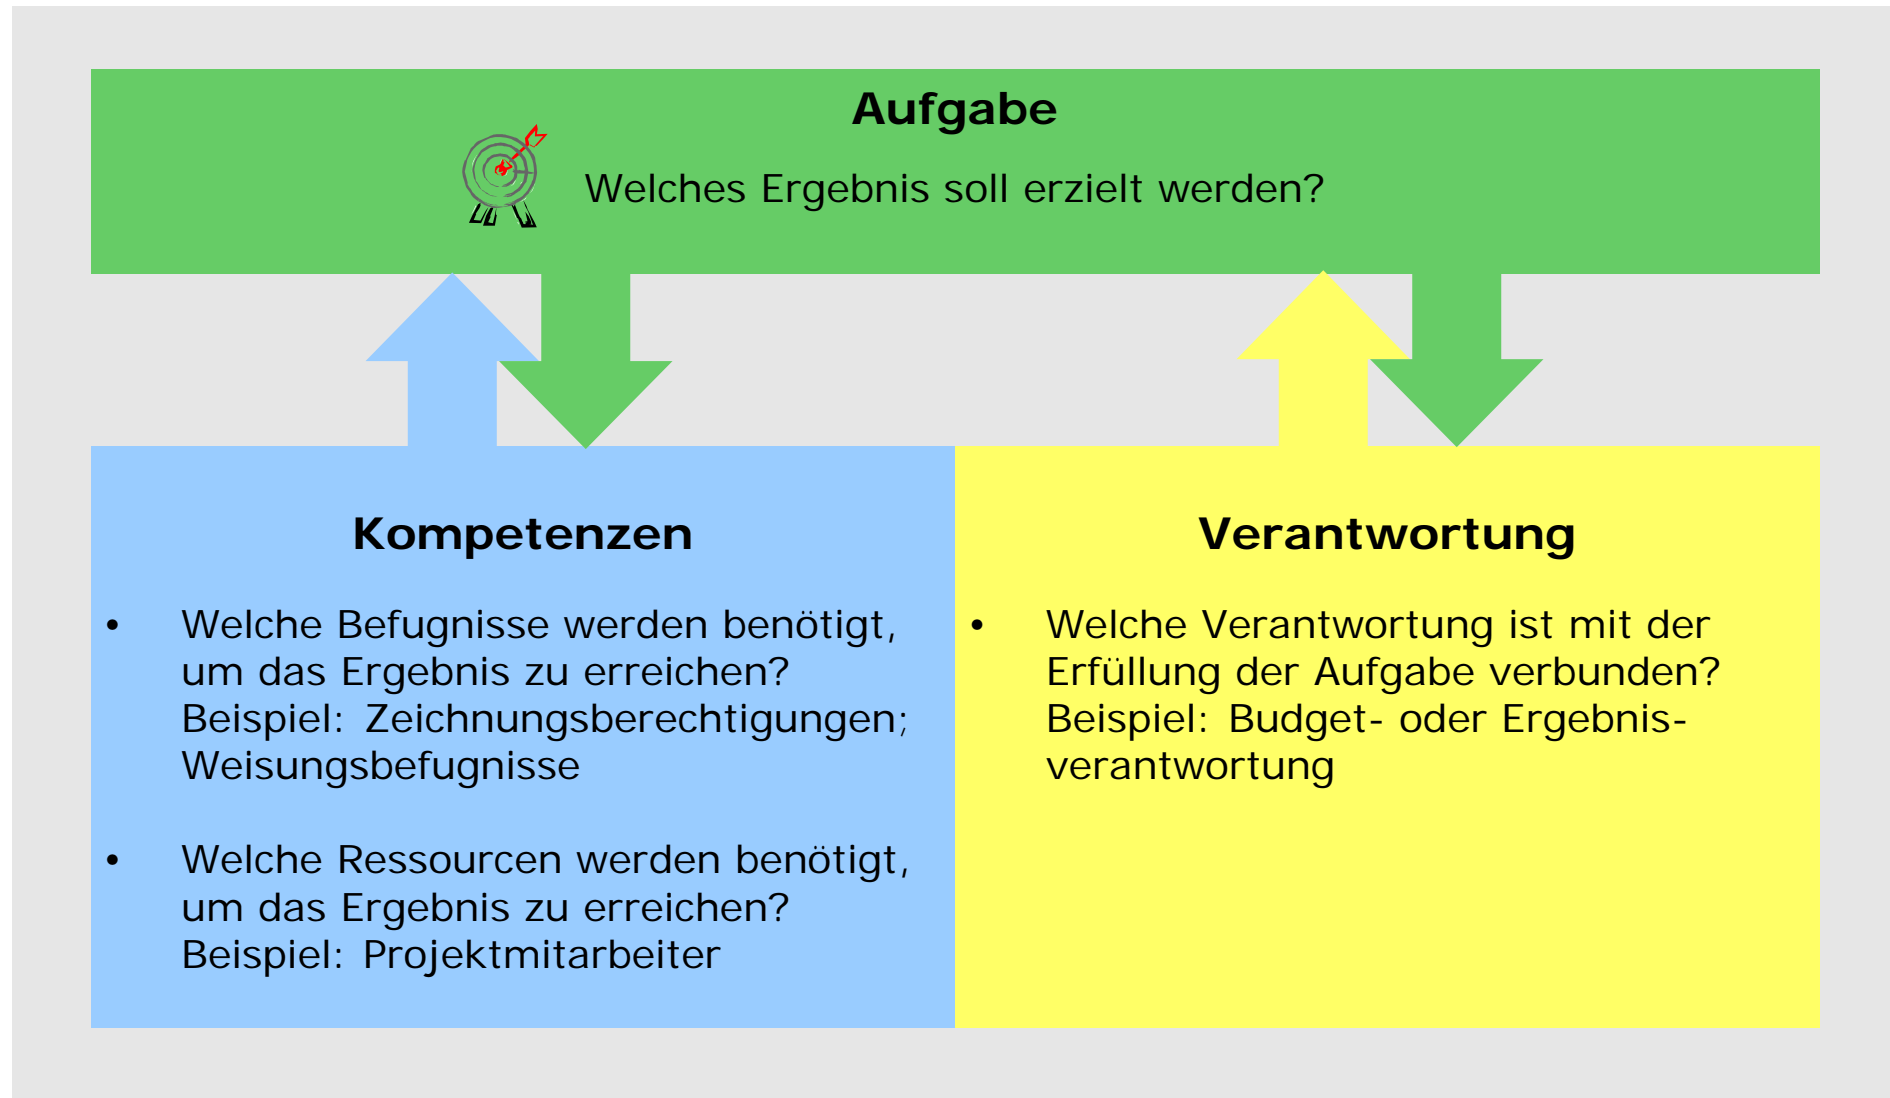 Aufgabe
Welches Ergebnis soll erzielt werden?
Kompetenzen
• Welche Befugnisse werden benötigt,
um das Ergebnis zu erreichen?
Beispiel: Zeichnungsberechtigungen;
Weisungsbefugnisse
• Welche Ressourcen werden benötigt,
um das Ergebnis zu erreichen?
Beispiel: Projektmitarbeiter
Verantwortung
• Welche Verantwortung ist mit der
Erfüllung der Aufgabe verbunden?
Beispiel: Budget- oder Ergebnis-
verantwortung